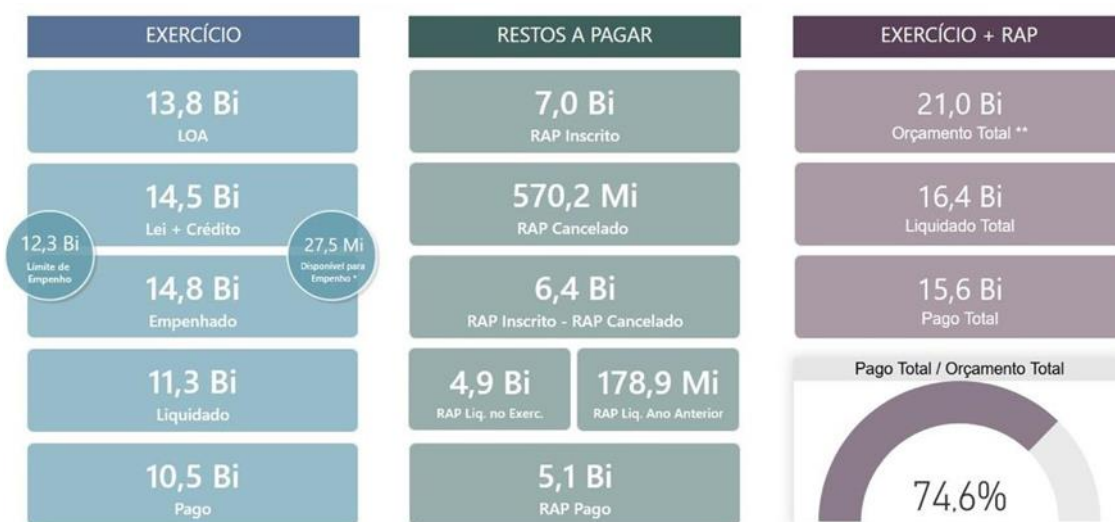 EXERCÍCIO
13,8 Bi
LOA
14,5 Bi
Lei + Crédito
12,3 Bi
Limite de
Empenho
27,5 Mi
Disponível para
Empenho *
14,8 Bi
Empenhado
11,3 Bi
Liquidado
10,5 Bi
Pago
RESTOS A PAGAR
7,0 Bi
RAP Inscrito
570,2 Mi
RAP Cancelado
6,4 Bi
RAP Inscrito - RAP Cancelado
4,9 Bi
RAP Liq. no Exerc.
178,9 Mi
RAP Liq. Ano Anterior
5,1 Bi
RAP Pago
EXERCÍCIO + RAP
21,0 Bi
Orçamento Total **
16,4 Bi
Liquidado Total
15,6 Bi
Pago Total
Pago Total / Orçamento Total
74,6%